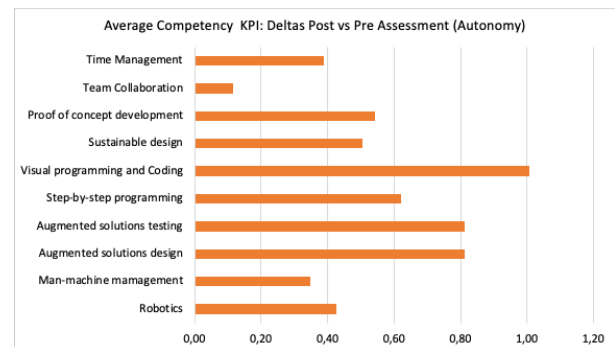 Average Competency KPI: Deltas Post vs Pre Assessment (Autonomy)
Time Management
Team Collaboration
Proof of concept development
Sustainable design
Visual programming and Coding
Step-by-step programming
Augmented solutions testing
Augmented solutions design
Man-machine mamagement
Robotics
0,00 0,20 0,40 0,60 0,80 1,00 1,20